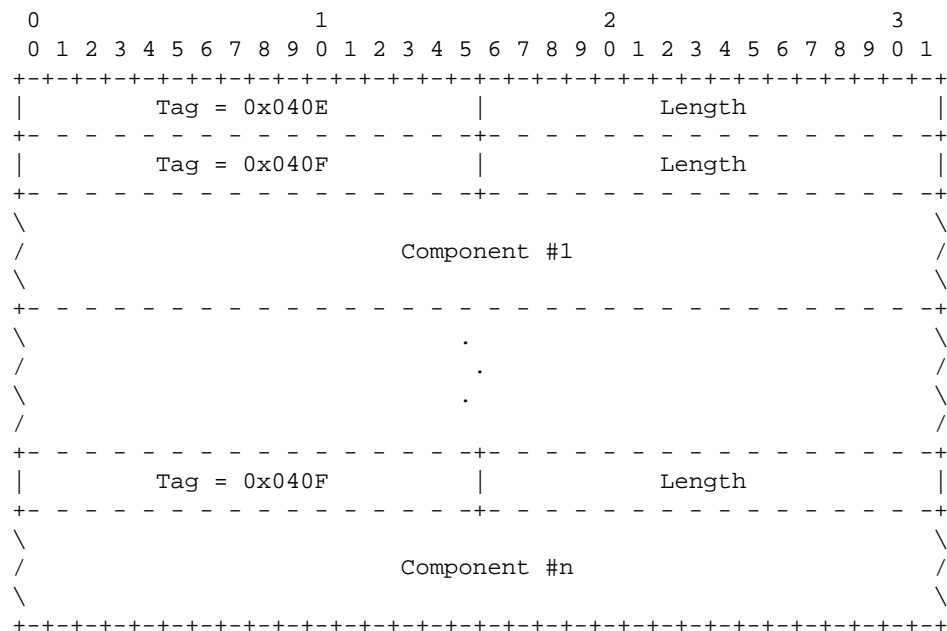 0                   1                   2                   3
 0 1 2 3 4 5 6 7 8 9 0 1 2 3 4 5 6 7 8 9 0 1 2 3 4 5 6 7 8 9 0 1
+-+-+-+-+-+-+-+-+-+-+-+-+-+-+-+-+-+-+-+-+-+-+-+-+-+-+-+-+-+-+-+-+
|         Tag = 0x040E          |            Length             |
+- - - - - - - - - - - - - - - -+- - - - - - - - - - - - - - - -+
|         Tag = 0x040F          |            Length             |
+- - - - - - - - - - - - - - - -+- - - - - - - - - - - - - - - -+
\                                                               \
/                          Component #1                         /
\                                                               \
+- - - - - - - - - - - - - - - - - - - - - - - - - - - - - - - -+
\                              .                                \
/                               .                               /
\                              .                                \
/                                                               /
+- - - - - - - - - - - - - - - -+- - - - - - - - - - - - - - - -+
|         Tag = 0x040F          |            Length             |
+- - - - - - - - - - - - - - - -+- - - - - - - - - - - - - - - -+
\                                                               \
/                          Component #n                         /
\                                                               \
+-+-+-+-+-+-+-+-+-+-+-+-+-+-+-+-+-+-+-+-+-+-+-+-+-+-+-+-+-+-+-+-+